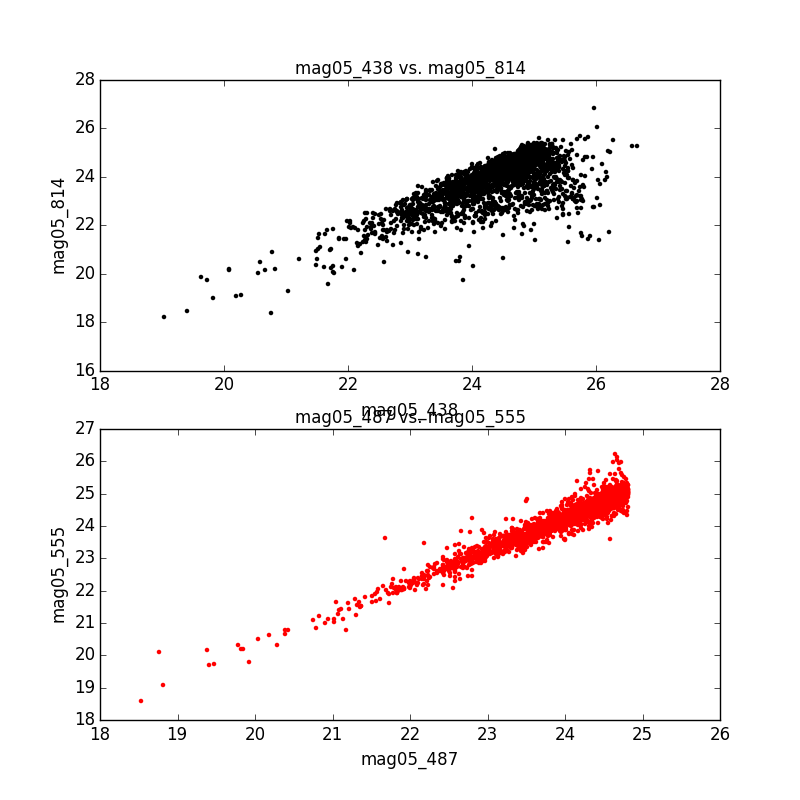 mag05_438 vs. mag05_814
28
26
24
22
20
18
16
mag05_814
18 20 22 24 26 28
mag05_438
mag05_487 vs. mag05_555
27
26
25
24
23
22
21
20
19
18
mag05_555
18 19 20 21 22 23 24 25 26
mag05_487